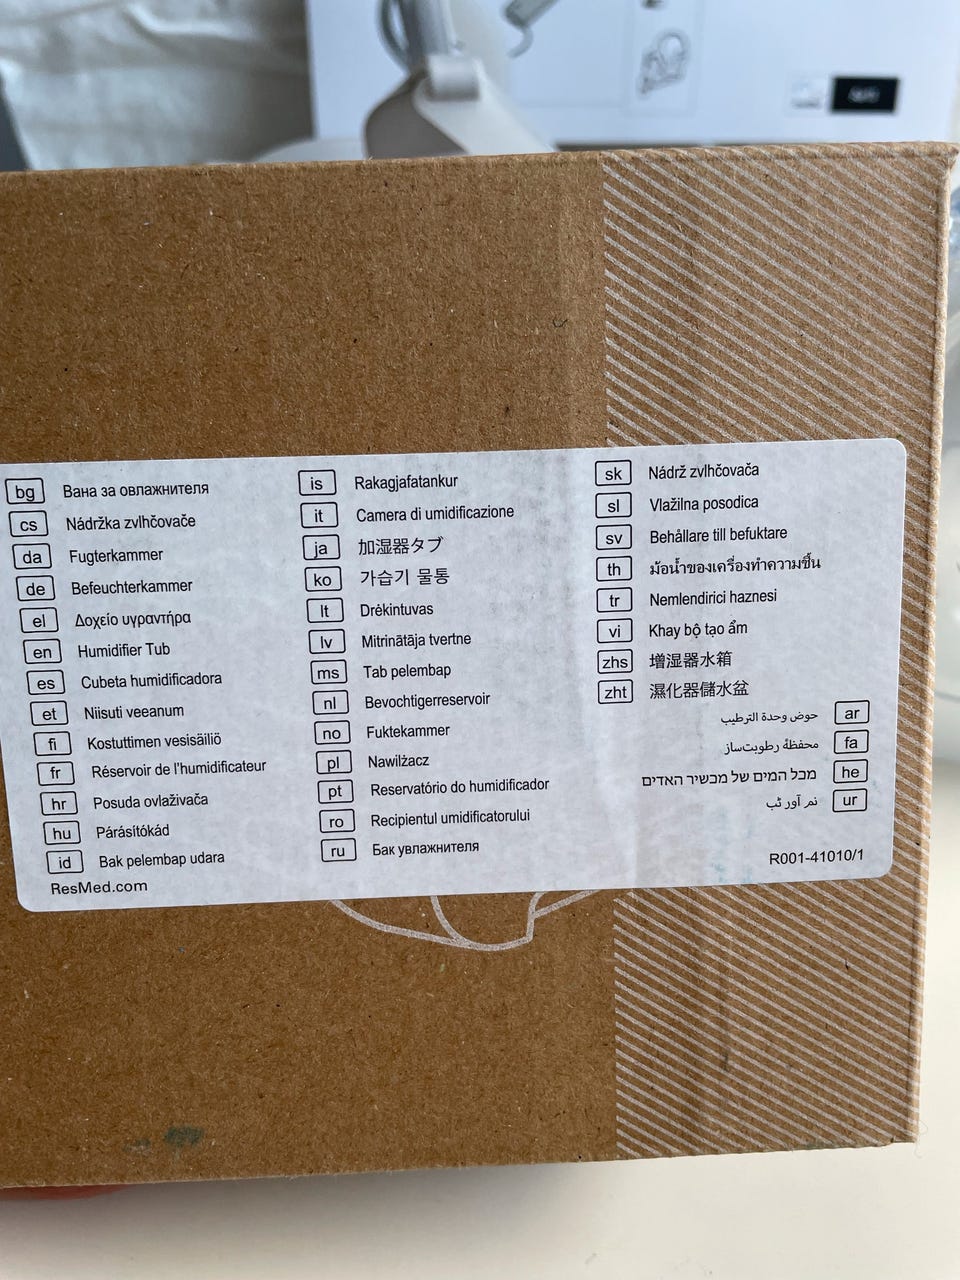 bg Вана за овлажнителя
cs Nádržka zvlhčovače
da Fugterkammer
de Befeuchterkammer
el Δοχείο υγραντήρα
en Humidifier Tub
es Cubeta humidificadora
et Niisuti veeanum
fi Kostuttimen vesisäiliö
fr Réservoir de l'humidificateur
hr Posuda ovlaživača
hu Párásítókád
id Bak pelembap udara
ResMed.com
is Rakagjafatankur
it Camera di umidificazione
ja 加湿器タブ
ko 가습기 물통
lt Drėkintuvas
lv Mitrinātāja tvertne
ms Tab pelembap
nl Bevochtigerreservoir
no Fuktekammer
pl Nawilżacz
pt Reservatório do humidificador
ro Recipientul umidificatorului
ru Бак увлажнителя
sk Nádrž zvlhčovača
sl Vlažilna posodica
sv Behållare till befuktare
th ม้อน้ำของเครื่องทำความชื้น
tr Nemlendirici haznesi
vi Khay bộ tạo ẩm
zhs 增湿器水箱
zht 濕化器儲水盆
ar حوض وحدة الترطيب
fa محفظهٔ رطوبت‌ساز
he מכל המים של מכשיר האדים
ur نم آور ٹب
R001-41010/1